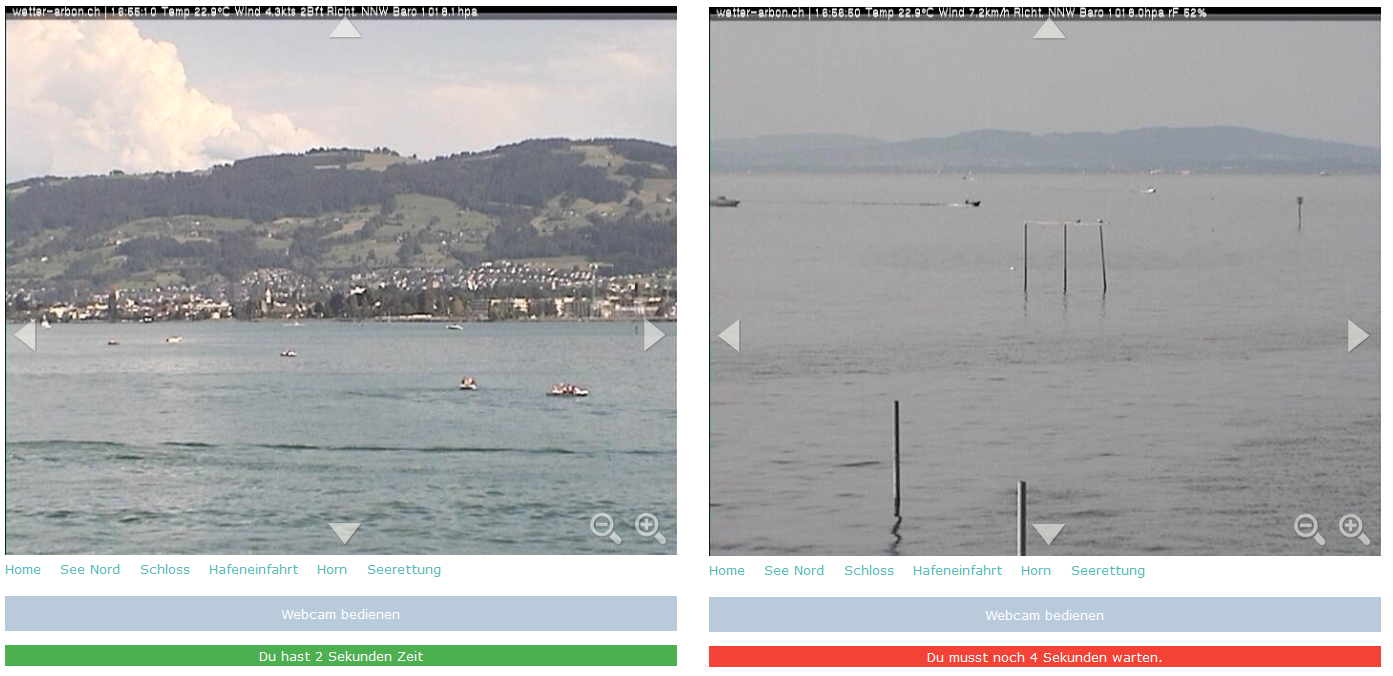 wetter-arbon.ch | 16:55:10 Temp 22.9°C Wind 4.3kts 2Bft Richt. NNW Baro 1018.1hpa
Home See Nord Schloss Hafeneinfahrt Horn Seerettung
Webcam bedienen
Du hast 2 Sekunden Zeit
wetter-arbon.ch | 16:56:50 Temp 22.9°C Wind 7.2km/h Richt. NNW Baro 1018.0hpa rF 52%
Home See Nord Schloss Hafeneinfahrt Horn Seerettung
Webcam bedienen
Du musst noch 4 Sekunden warten.